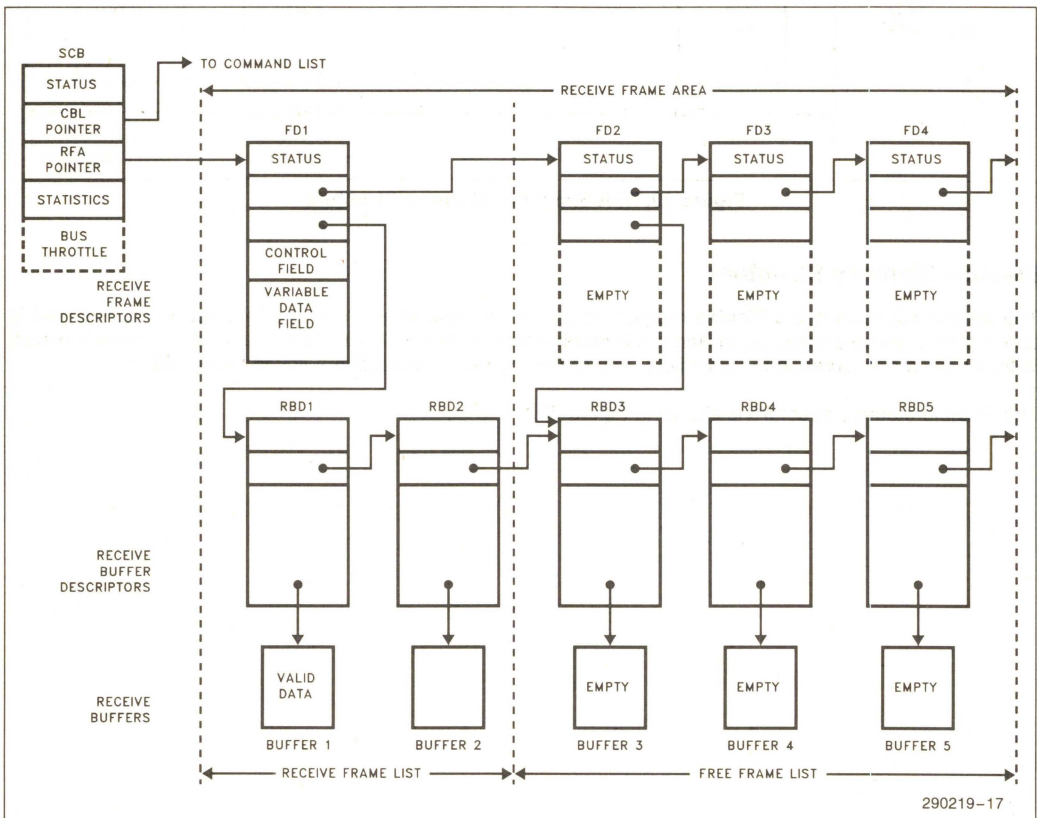 SCB
STATUS
CBL
POINTER
RFA
POINTER
STATISTICS
BUS
THROTTLE
TO COMMAND LIST
RECEIVE FRAME AREA
FD1
STATUS
CONTROL
FIELD
VARIABLE
DATA
FIELD
FD2
STATUS
EMPTY
FD3
STATUS
EMPTY
FD4
STATUS
EMPTY
RECEIVE
FRAME
DESCRIPTORS
RBD1
RBD2
RBD3
RBD4
RBD5
RECEIVE
BUFFER
DESCRIPTORS
VALID
DATA
EMPTY
EMPTY
EMPTY
RECEIVE
BUFFERS
BUFFER 1
BUFFER 2
BUFFER 3
BUFFER 4
BUFFER 5
RECEIVE FRAME LIST
FREE FRAME LIST
290219-17